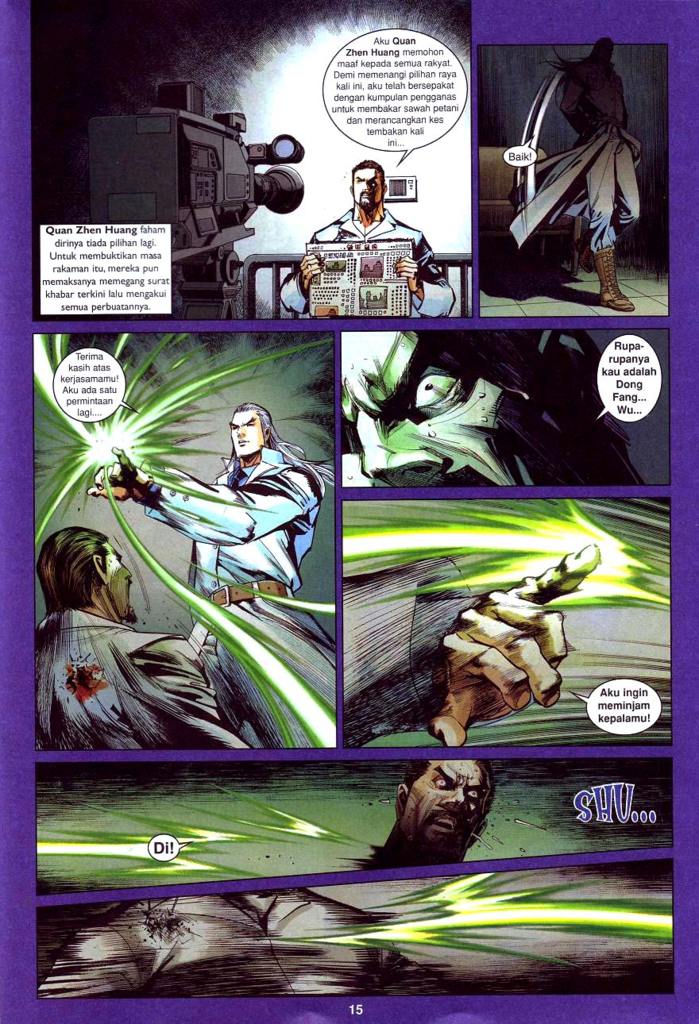 Aku Quan
Zhen Huang memohon
maaf kepada semua rakyat.
Demi memenangi pilihan raya
kali ini, aku telah bersepakat
dengan kumpulan pengganas
untuk membakar sawah petani
dan merancangkan kes
tembakan kali
ini...
Quan Zhen Huang faham
dirinya tiada pilihan lagi.
Untuk membuktikan masa
rakaman itu, mereka pun
memaksanya memegang surat
khabar terkini lalu mengakui
semua perbuatannya.
Baik!
Terima
kasih atas
kerjasamamu!
Aku ada satu
permintaan
lagi....
Rupa-
rupanya
kau adalah
Dong
Fang...
Wu...
Aku ingin
meminjam
kepalamu!
SHU...
Di!
15